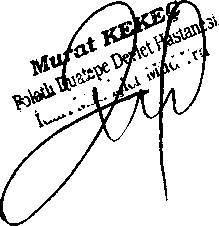 Murat KEKEÇ
Polatlı Duatepe Devlet Hastanesi